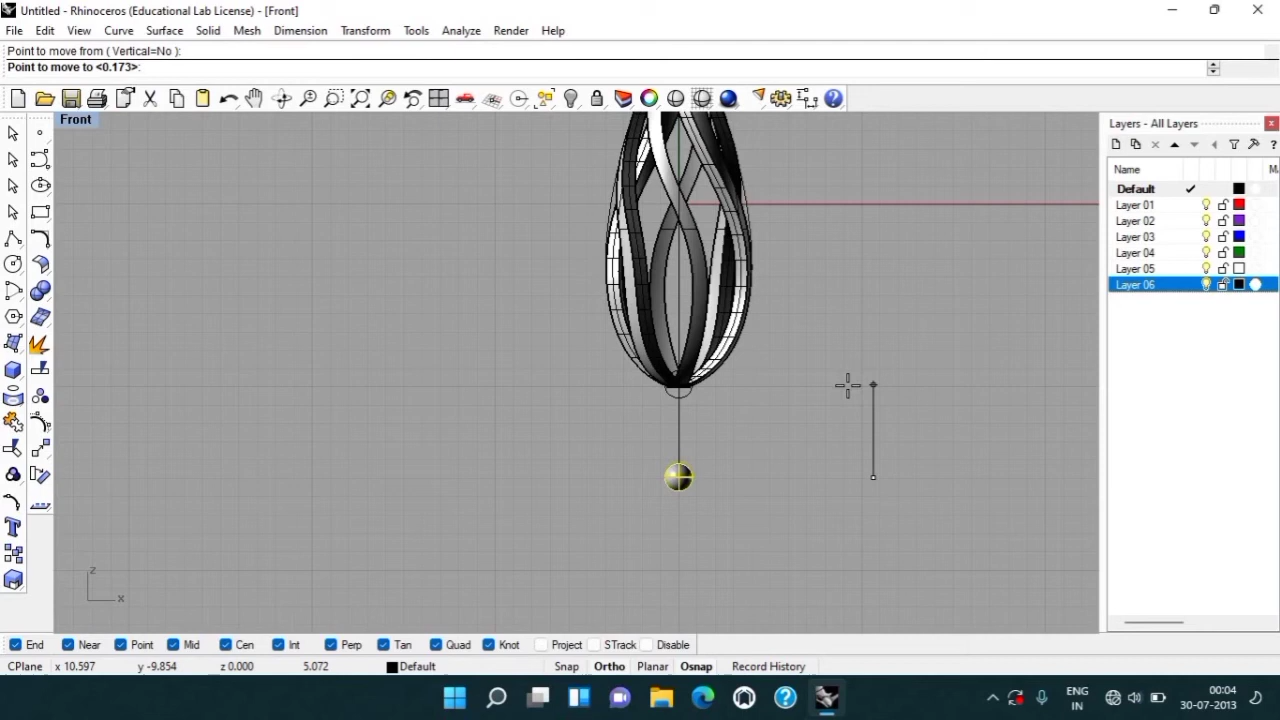 Untitled - Rhinoceros (Educational Lab License) - [Front]
File Edit View Curve Surface Solid Mesh Dimension Transform Tools Analyze Render Help
Point to move from ( Vertical=No ):
Point to move to <0.173>:
Front
Layers - All Layers
Name M
Default
Layer 01
Layer 02
Layer 03
Layer 04
Layer 05
Layer 06
z
x
End Near Point Mid Cen Int Perp Tan Quad Knot Project STrack Disable
CPlane x 10.597 y -9.854 z 0.000 5.072 Default Snap Ortho Planar Osnap Record History
ENG
IN
00:04
30-07-2013